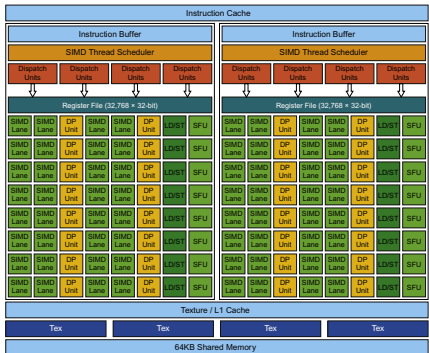 Instruction Cache
Instruction Buffer Instruction Buffer
SIMD Thread Scheduler SIMD Thread Scheduler
Dispatch Dispatch Dispatch Dispatch Dispatch Dispatch Dispatch Dispatch
Units Units Units Units Units Units Units Units
Register File (32,768 × 32-bit) Register File (32,768 × 32-bit)
SIMD SIMD DP SIMD SIMD DP LD/ST SFU SIMD SIMD DP SIMD SIMD DP LD/ST SFU
Lane Lane Unit Lane Lane Unit Lane Lane Unit Lane Lane Unit
SIMD SIMD DP SIMD SIMD DP LD/ST SFU SIMD SIMD DP SIMD SIMD DP LD/ST SFU
Lane Lane Unit Lane Lane Unit Lane Lane Unit Lane Lane Unit
SIMD SIMD DP SIMD SIMD DP LD/ST SFU SIMD SIMD DP SIMD SIMD DP LD/ST SFU
Lane Lane Unit Lane Lane Unit Lane Lane Unit Lane Lane Unit
SIMD SIMD DP SIMD SIMD DP LD/ST SFU SIMD SIMD DP SIMD SIMD DP LD/ST SFU
Lane Lane Unit Lane Lane Unit Lane Lane Unit Lane Lane Unit
SIMD SIMD DP SIMD SIMD DP LD/ST SFU SIMD SIMD DP SIMD SIMD DP LD/ST SFU
Lane Lane Unit Lane Lane Unit Lane Lane Unit Lane Lane Unit
SIMD SIMD DP SIMD SIMD DP LD/ST SFU SIMD SIMD DP SIMD SIMD DP LD/ST SFU
Lane Lane Unit Lane Lane Unit Lane Lane Unit Lane Lane Unit
SIMD SIMD DP SIMD SIMD DP LD/ST SFU SIMD SIMD DP SIMD SIMD DP LD/ST SFU
Lane Lane Unit Lane Lane Unit Lane Lane Unit Lane Lane Unit
SIMD SIMD DP SIMD SIMD DP LD/ST SFU SIMD SIMD DP SIMD SIMD DP LD/ST SFU
Lane Lane Unit Lane Lane Unit Lane Lane Unit Lane Lane Unit
Texture / L1 Cache
Tex Tex Tex Tex
64KB Shared Memory